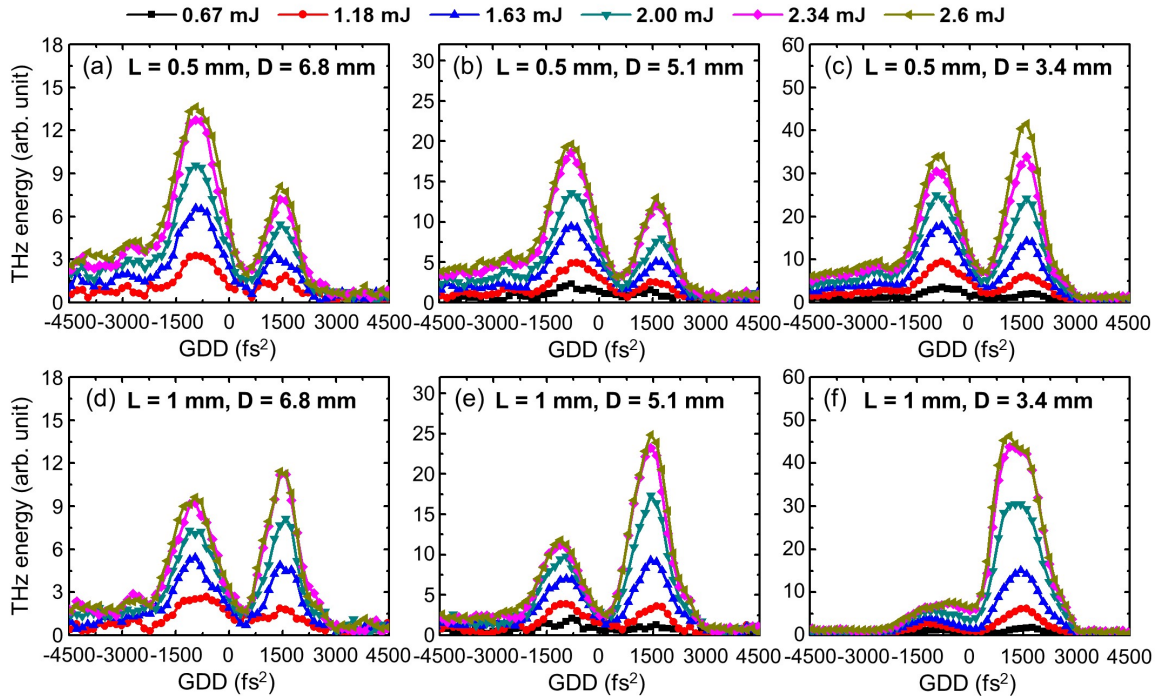 0.67 mJ 1.18 mJ 1.63 mJ 2.00 mJ 2.34 mJ 2.6 mJ
(a) L = 0.5 mm, D = 6.8 mm
18
15
12
9
6
3
0
THz energy (arb. unit)
-4500 -3000 -1500 0 1500 3000 4500
GDD (fs²)
(b) L = 0.5 mm, D = 5.1 mm
30
25
20
15
10
5
0
-4500 -3000 -1500 0 1500 3000 4500
GDD (fs²)
(c) L = 0.5 mm, D = 3.4 mm
60
50
40
30
20
10
0
-4500 -3000 -1500 0 1500 3000 4500
GDD (fs²)
(d) L = 1 mm, D = 6.8 mm
18
15
12
9
6
3
0
THz energy (arb. unit)
-4500 -3000 -1500 0 1500 3000 4500
GDD (fs²)
(e) L = 1 mm, D = 5.1 mm
30
25
20
15
10
5
0
-4500 -3000 -1500 0 1500 3000 4500
GDD (fs²)
(f) L = 1 mm, D = 3.4 mm
60
50
40
30
20
10
0
-4500 -3000 -1500 0 1500 3000 4500
GDD (fs²)